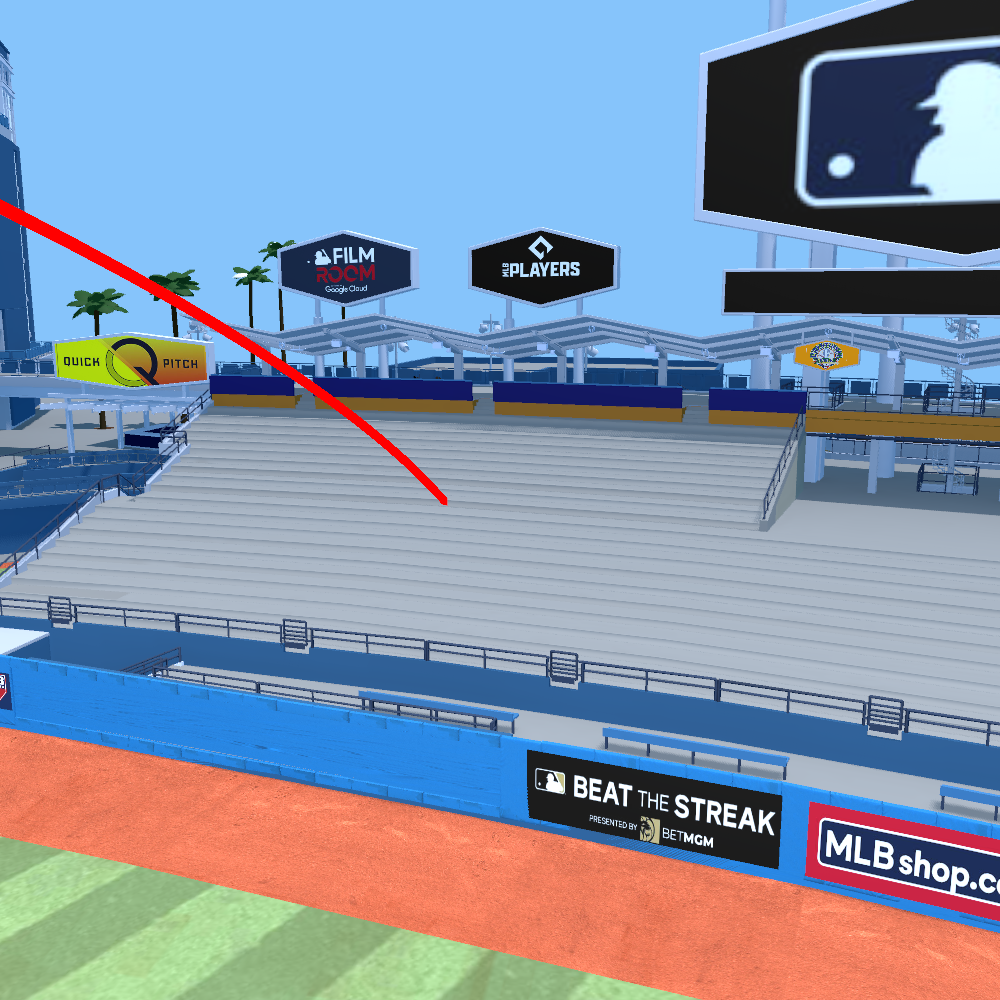 FILM
ROOM
Google Cloud
MLB
PLAYERS
QUICK PITCH
BEAT THE STREAK
PRESENTED BY BETMGM
MLBshop.co